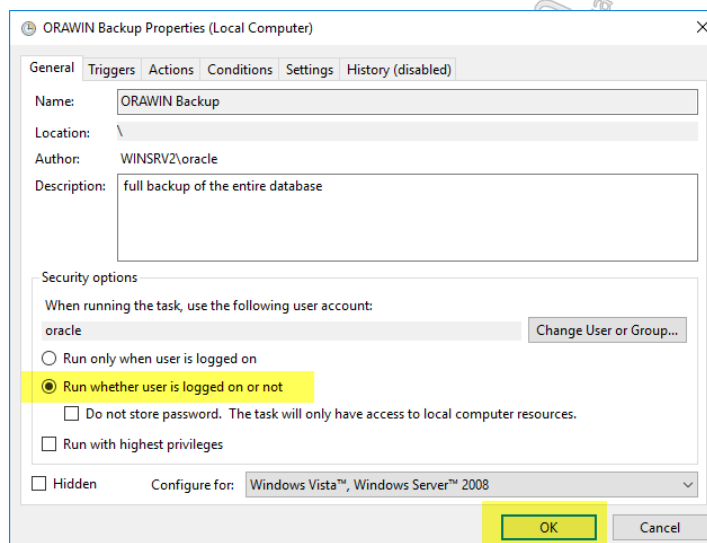 ORAWIN Backup Properties (Local Computer)
General Triggers Actions Conditions Settings History (disabled)
Name: ORAWIN Backup
Location: \
Author: WINSRV2\oracle
Description: full backup of the entire database
Security options
When running the task, use the following user account:
oracle Change User or Group...
Run only when user is logged on
Run whether user is logged on or not
Do not store password. The task will only have access to local computer resources.
Run with highest privileges
Hidden Configure for: Windows Vista™, Windows Server™ 2008
OK Cancel